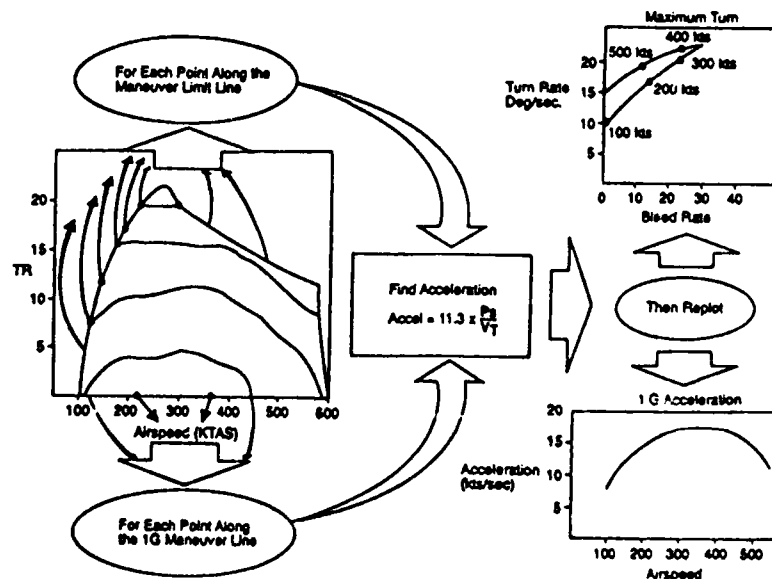 For Each Point Along the
Maneuver Limit Line
20
15
TR
10
5
100 200 300 400 500 600
Airspeed (KTAS)
For Each Point Along
the 1G Maneuver Line
Find Acceleration
Accel = 11.3 x Ps/VT
Maximum Turn
400 kts
20
500 kts
300 kts
Turn Rate
Deg/sec.
15
200 kts
10
100 kts
5
0 10 20 30 40
Bleed Rate
Then Replot
1 G Acceleration
20
15
Acceleration
(kts/sec)
10
5
100 300 500
Airspeed